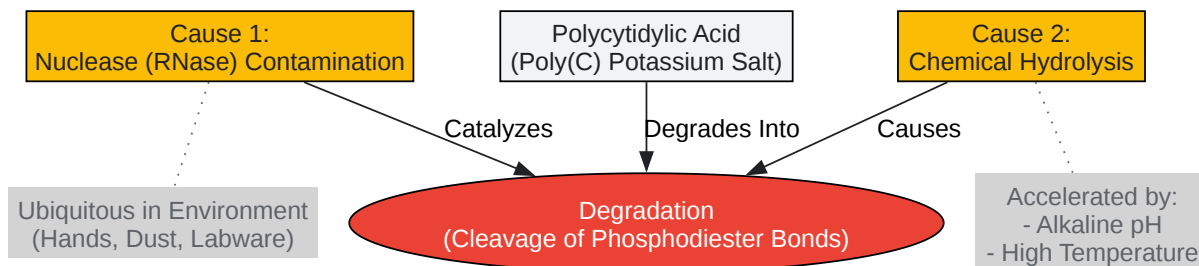 Cause 1:
Nuclease (RNase) Contamination
Polycytidylic Acid
(Poly(C) Potassium Salt)
Cause 2:
Chemical Hydrolysis
Catalyzes
Degrades Into
Causes
Ubiquitous in Environment
(Hands, Dust, Labware)
Degradation
(Cleavage of Phosphodiester Bonds)
Accelerated by:
- Alkaline pH
- High Temperature